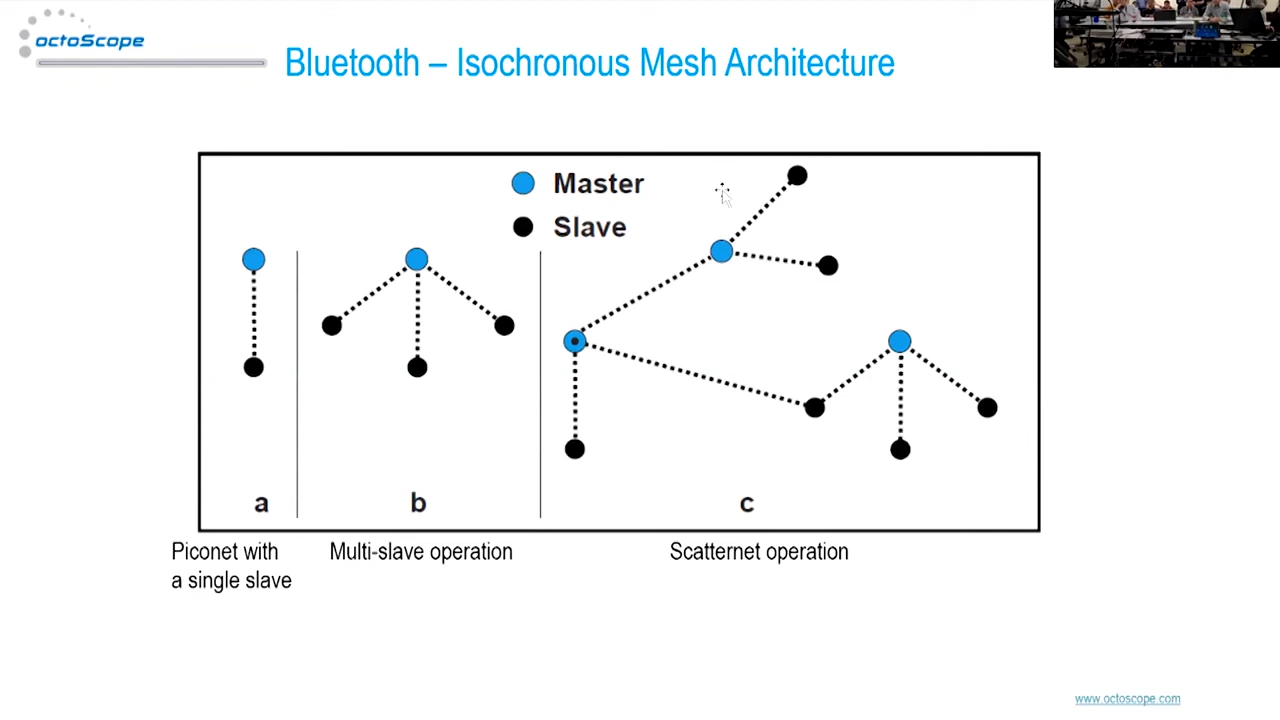 octoScope
Bluetooth – Isochronous Mesh Architecture
Master
Slave
a
b
c
Piconet with
a single slave
Multi-slave operation
Scatternet operation
www.octoscope.com